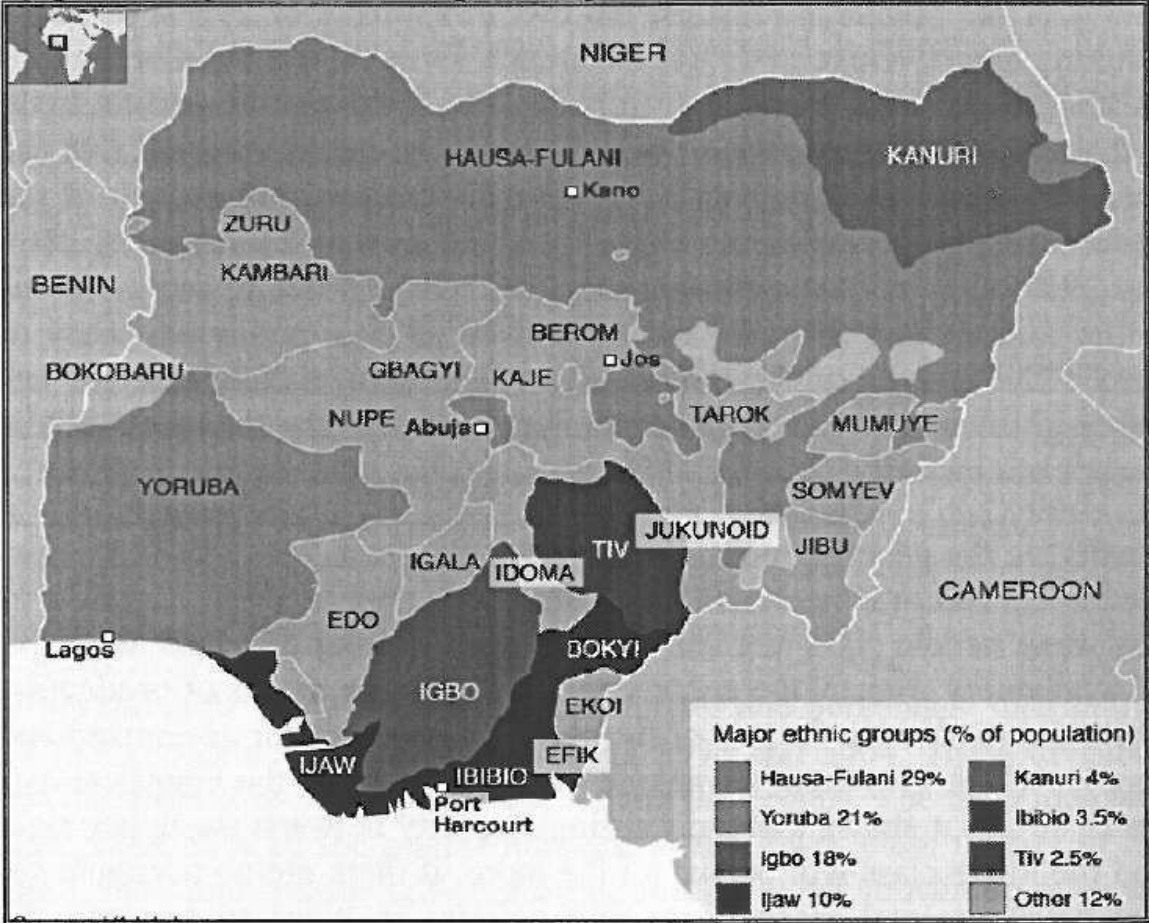 NIGER
HAUSA-FULANI
KANURI
Kano
ZURU
KAMBARI
BENIN
BEROM
Jos
BOKOBARU
GBAGYI
KAJE
NUPE
TAROK
MUMUYE
Abuja
YORUBA
SOMYEV
JUKUNOID
TIV
JIBU
IGALA
IDOMA
CAMEROON
EDO
Lagos
BOKYI
IGBO
EKOI
EFIK
IJAW
IBIBIO
Port
Harcourt
Major ethnic groups (% of population)
Hausa-Fulani 29%
Yoruba 21%
Igbo 18%
Ijaw 10%
Kanuri 4%
Ibibio 3.5%
Tiv 2.5%
Other 12%